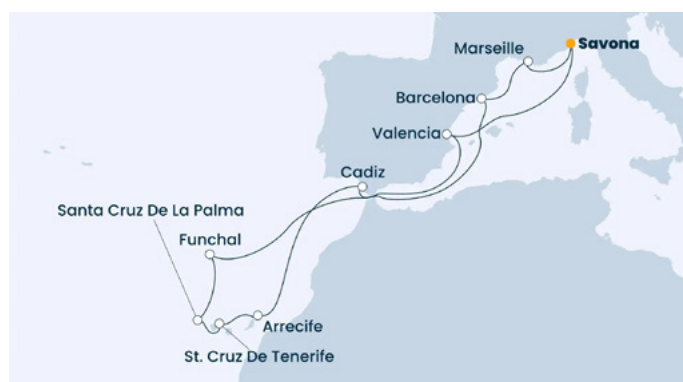 Savona
Marseille
Barcelona
Valencia
Cadiz
Santa Cruz De La Palma
Funchal
Arrecife
St. Cruz De Tenerife